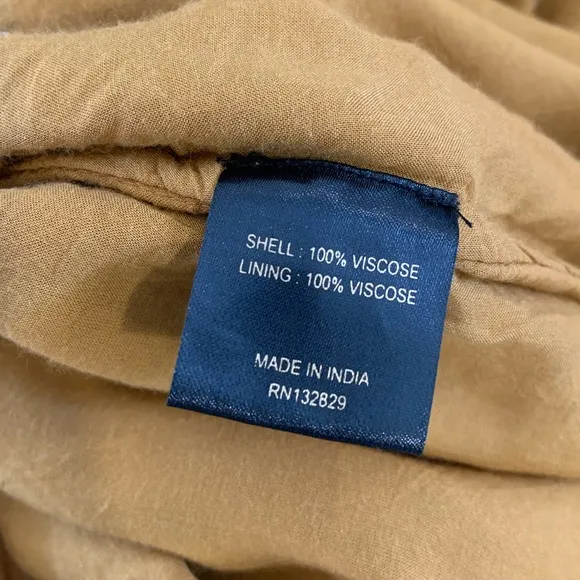 SHELL : 100% VISCOSE
LINING : 100% VISCOSE
MADE IN INDIA
RN132829